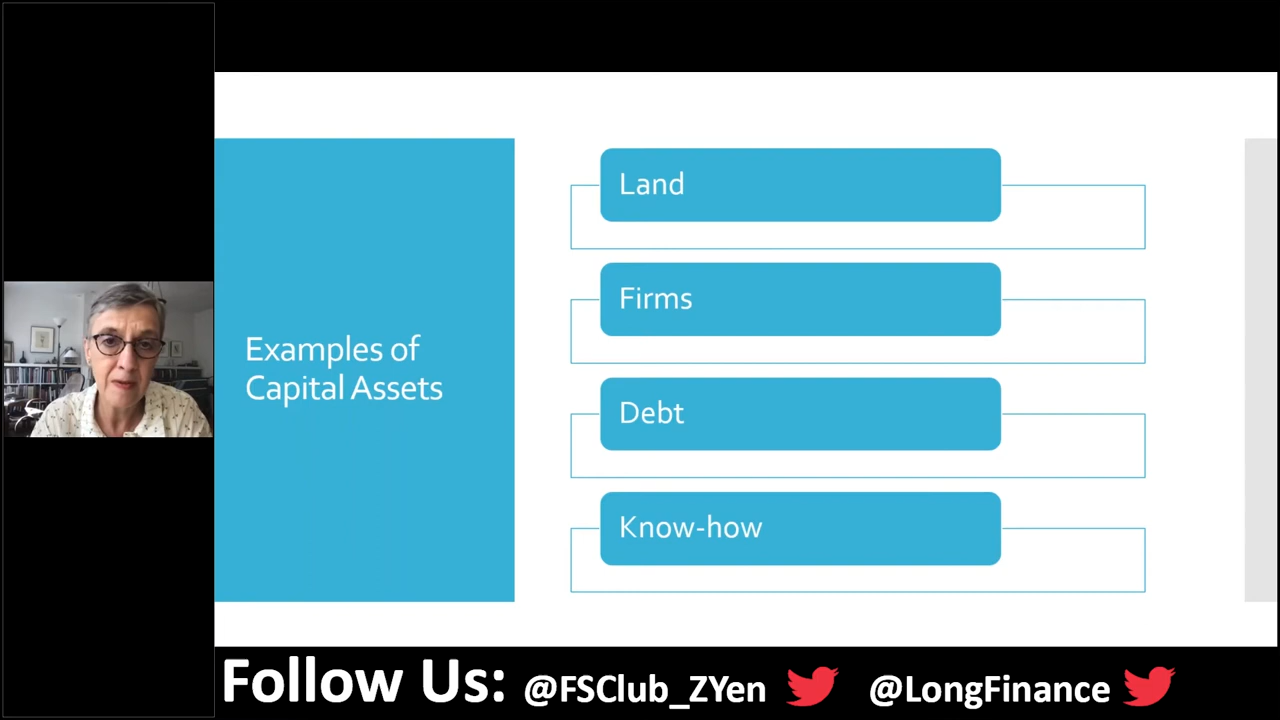 Examples of
Capital Assets
Land
Firms
Debt
Know-how
Follow Us: @FSClub_ZYen @LongFinance